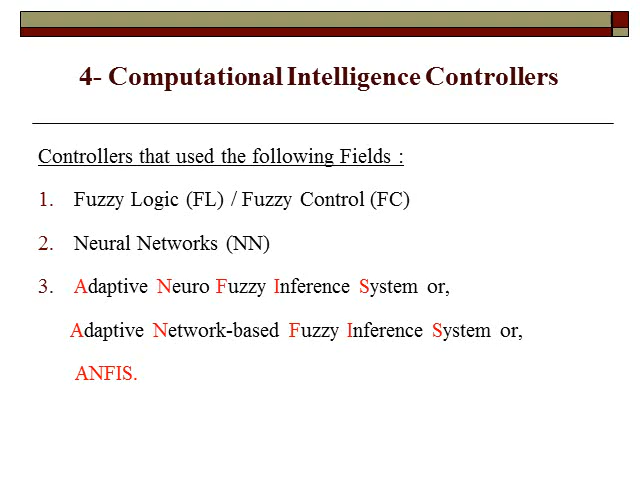 4- Computational Intelligence Controllers
Controllers that used the following Fields :
1. Fuzzy Logic (FL) / Fuzzy Control (FC)
2. Neural Networks (NN)
3. Adaptive Neuro Fuzzy Inference System or,
Adaptive Network-based Fuzzy Inference System or,
ANFIS.